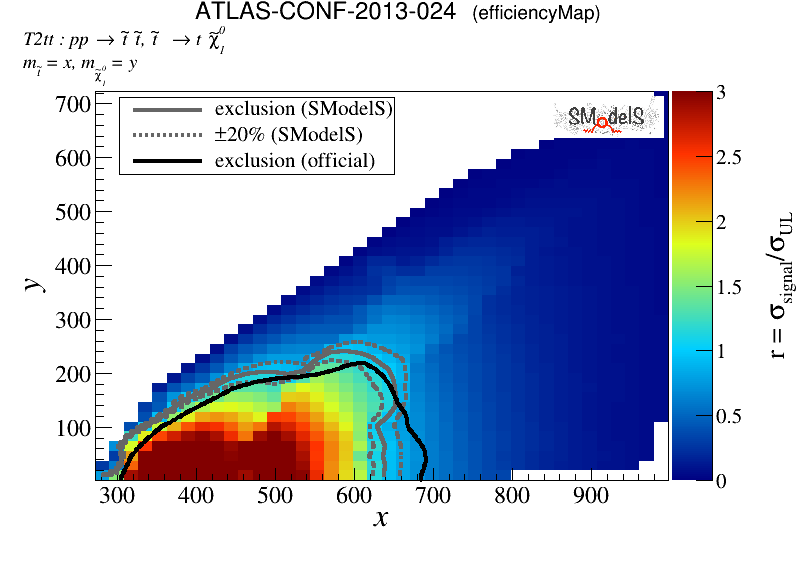 ATLAS-CONF-2013-024 (efficiencyMap)
T2tt : pp → t̃ t̃, t̃ → t χ̃⁰₁
m_t̃ = x, m_χ̃⁰₁ = y
exclusion (SModelS)
±20% (SModelS)
exclusion (official)
SModelS
700
600
500
400
300
200
100
y
300 400 500 600 700 800 900
x
3
2.5
2
1.5
1
0.5
0
r = σ_signal/σ_UL